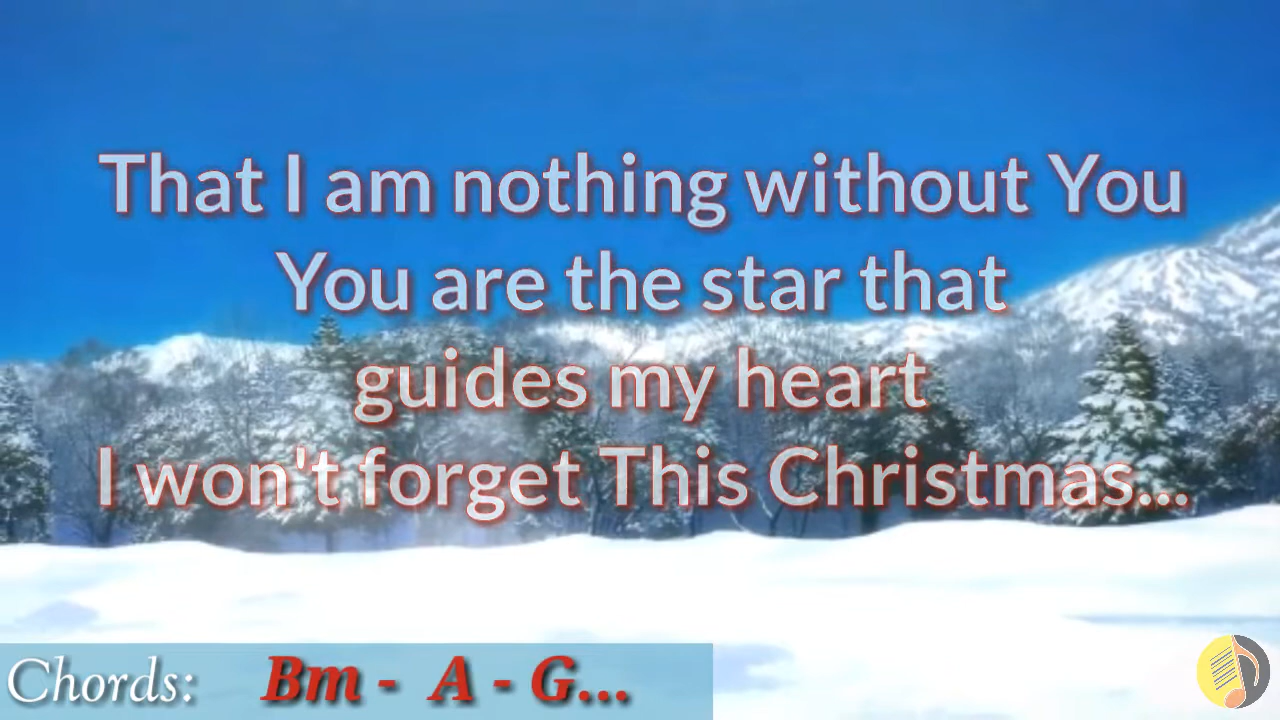 That I am nothing without You
You are the star that
guides my heart
I won't forget This Christmas...
Chords: Bm - A - G...